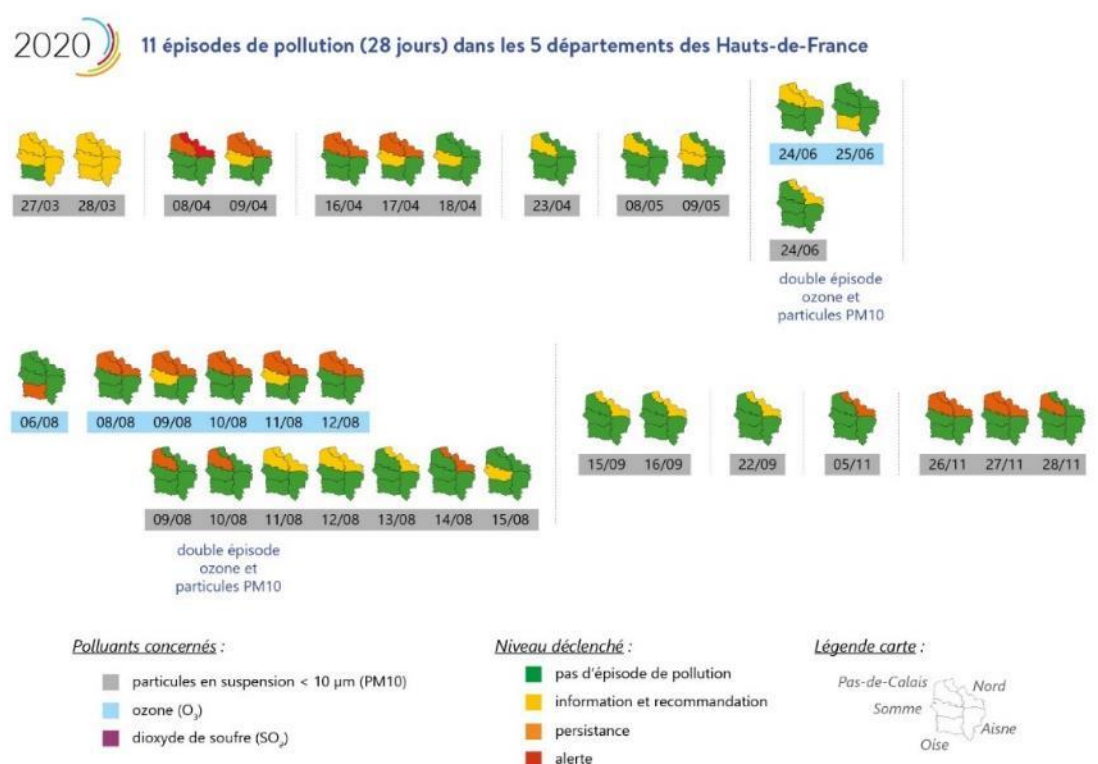 2020 11 épisodes de pollution (28 jours) dans les 5 départements des Hauts-de-France
27/03 28/03 08/04 09/04 16/04 17/04 18/04 23/04 08/05 09/05
24/06 25/06
24/06
double épisode
ozone et
particules PM10
06/08 08/08 09/08 10/08 11/08 12/08
09/08 10/08 11/08 12/08 13/08 14/08 15/08
double épisode
ozone et
particules PM10
15/09 16/09 22/09 05/11 26/11 27/11 28/11
Polluants concernés :
particules en suspension < 10 µm (PM10)
ozone (O₃)
dioxyde de soufre (SO₂)
Niveau déclenché :
pas d'épisode de pollution
information et recommandation
persistance
alerte
Légende carte :
Pas-de-Calais
Nord
Somme
Aisne
Oise